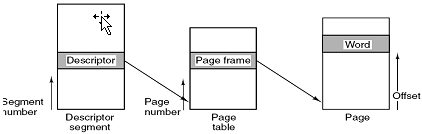 Descriptor
Page frame
Word
Segment
number
Page
number
Offset
Descriptor
segment
Page
table
Page